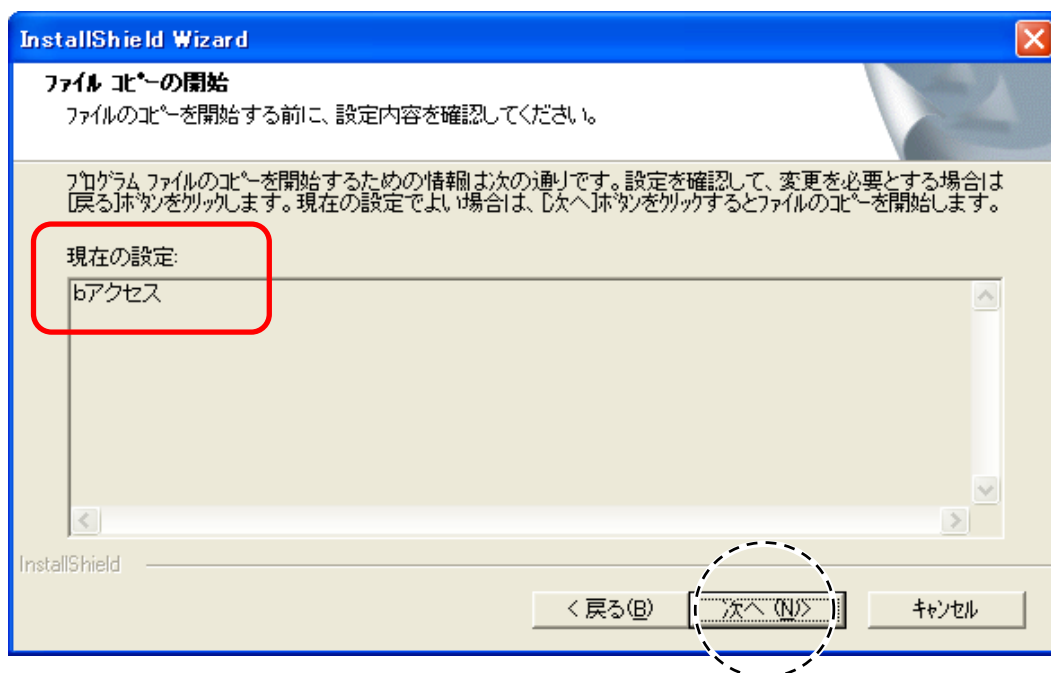 InstallShield Wizard
ﾌｧｲﾙ ｺﾋﾟｰの開始
ﾌｧｲﾙのｺﾋﾟｰを開始する前に、設定内容を確認してください。
ﾌﾟﾛｸﾞﾗﾑ ﾌｧｲﾙのｺﾋﾟｰを開始するための情報は次の通りです。設定を確認して、変更を必要とする場合は
[戻る]ﾎﾞﾀﾝをｸﾘｯｸします。現在の設定でよい場合は、[次へ]ﾎﾞﾀﾝをｸﾘｯｸするとﾌｧｲﾙのｺﾋﾟｰを開始します。
現在の設定:
bアクセス
InstallShield
< 戻る(B)
次へ (N)>
ｷｬﾝｾﾙ